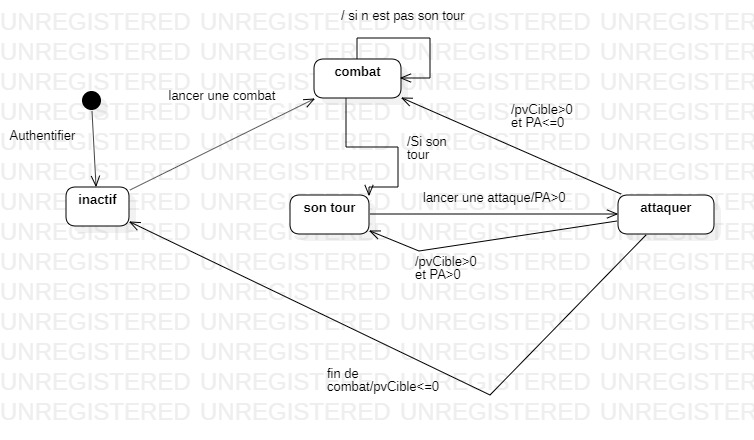 / si n est pas son tour
combat
lancer une combat
/pvCible>0
et PA<=0
Authentifier
/Si son
tour
inactif
lancer une attaque/PA>0
son tour
attaquer
/pvCible>0
et PA>0
fin de
combat/pvCible<=0
UNREGISTERED UNREGISTERED UNREGISTERED UNREGISTERED